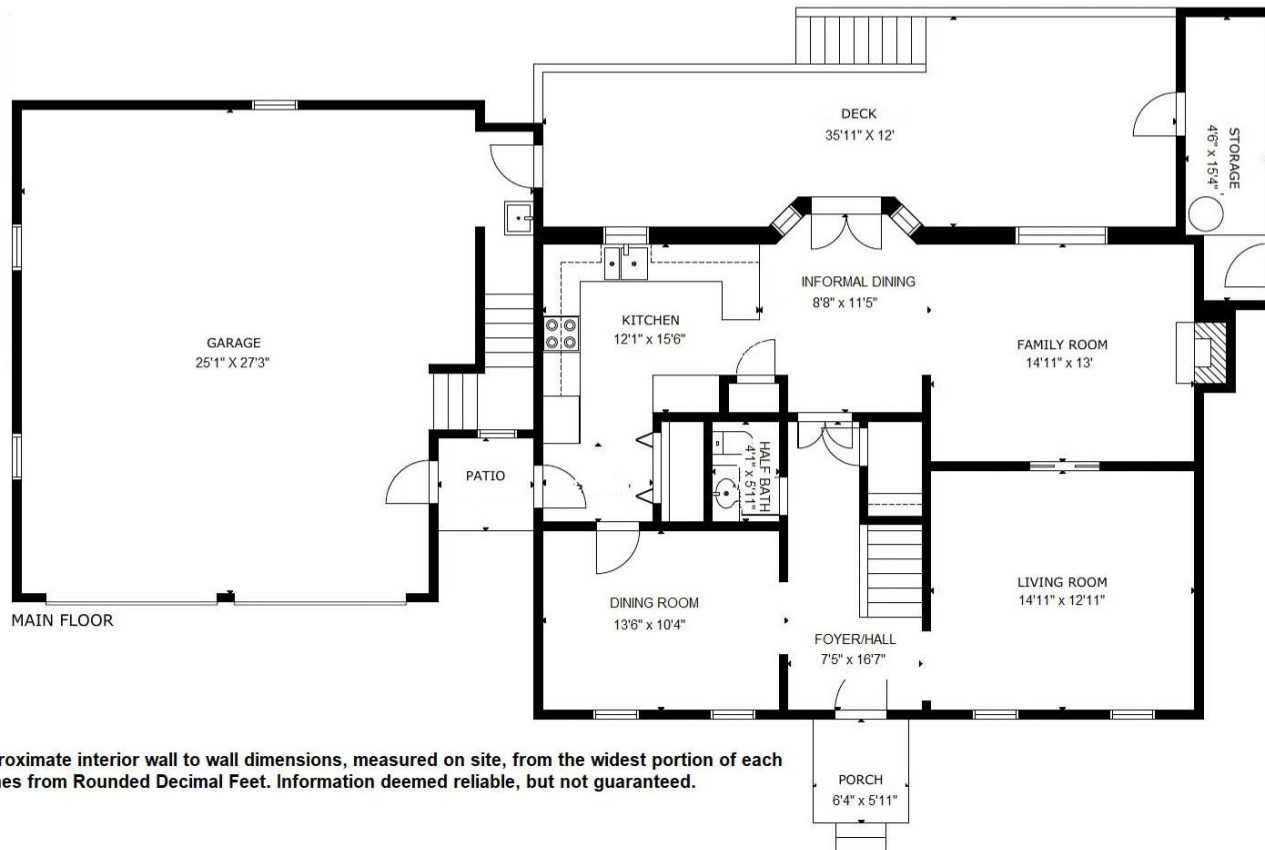 DECK
35'11" X 12'
STORAGE
4'6" x 15'4"
GARAGE
25'1" X 27'3"
KITCHEN
12'1" x 15'6"
INFORMAL DINING
8'8" x 11'5"
FAMILY ROOM
14'11" x 13'
PATIO
HALF BATH
4'1" x 5'11"
DINING ROOM
13'6" x 10'4"
FOYER/HALL
7'5" x 16'7"
LIVING ROOM
14'11" x 12'11"
MAIN FLOOR
PORCH
6'4" x 5'11"
roximate interior wall to wall dimensions, measured on site, from the widest portion of each
nes from Rounded Decimal Feet. Information deemed reliable, but not guaranteed.